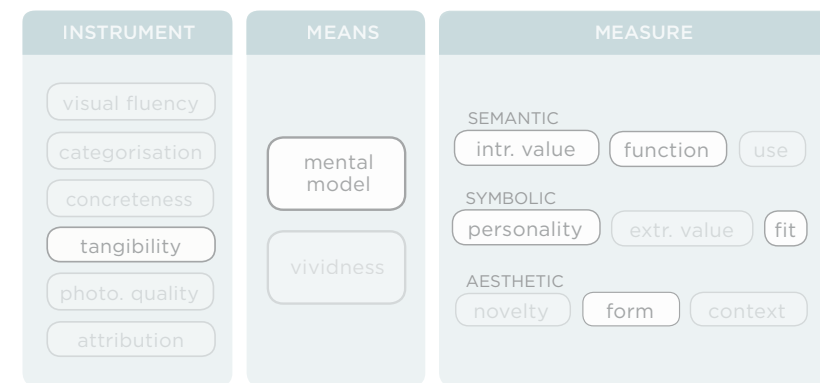 INSTRUMENT
MEANS
MEASURE
visual fluency
categorisation
concreteness
tangibility
photo. quality
attribution
mental
model
vividness
SEMANTIC
intr. value function use
SYMBOLIC
personality extr. value fit
AESTHETIC
novelty form context